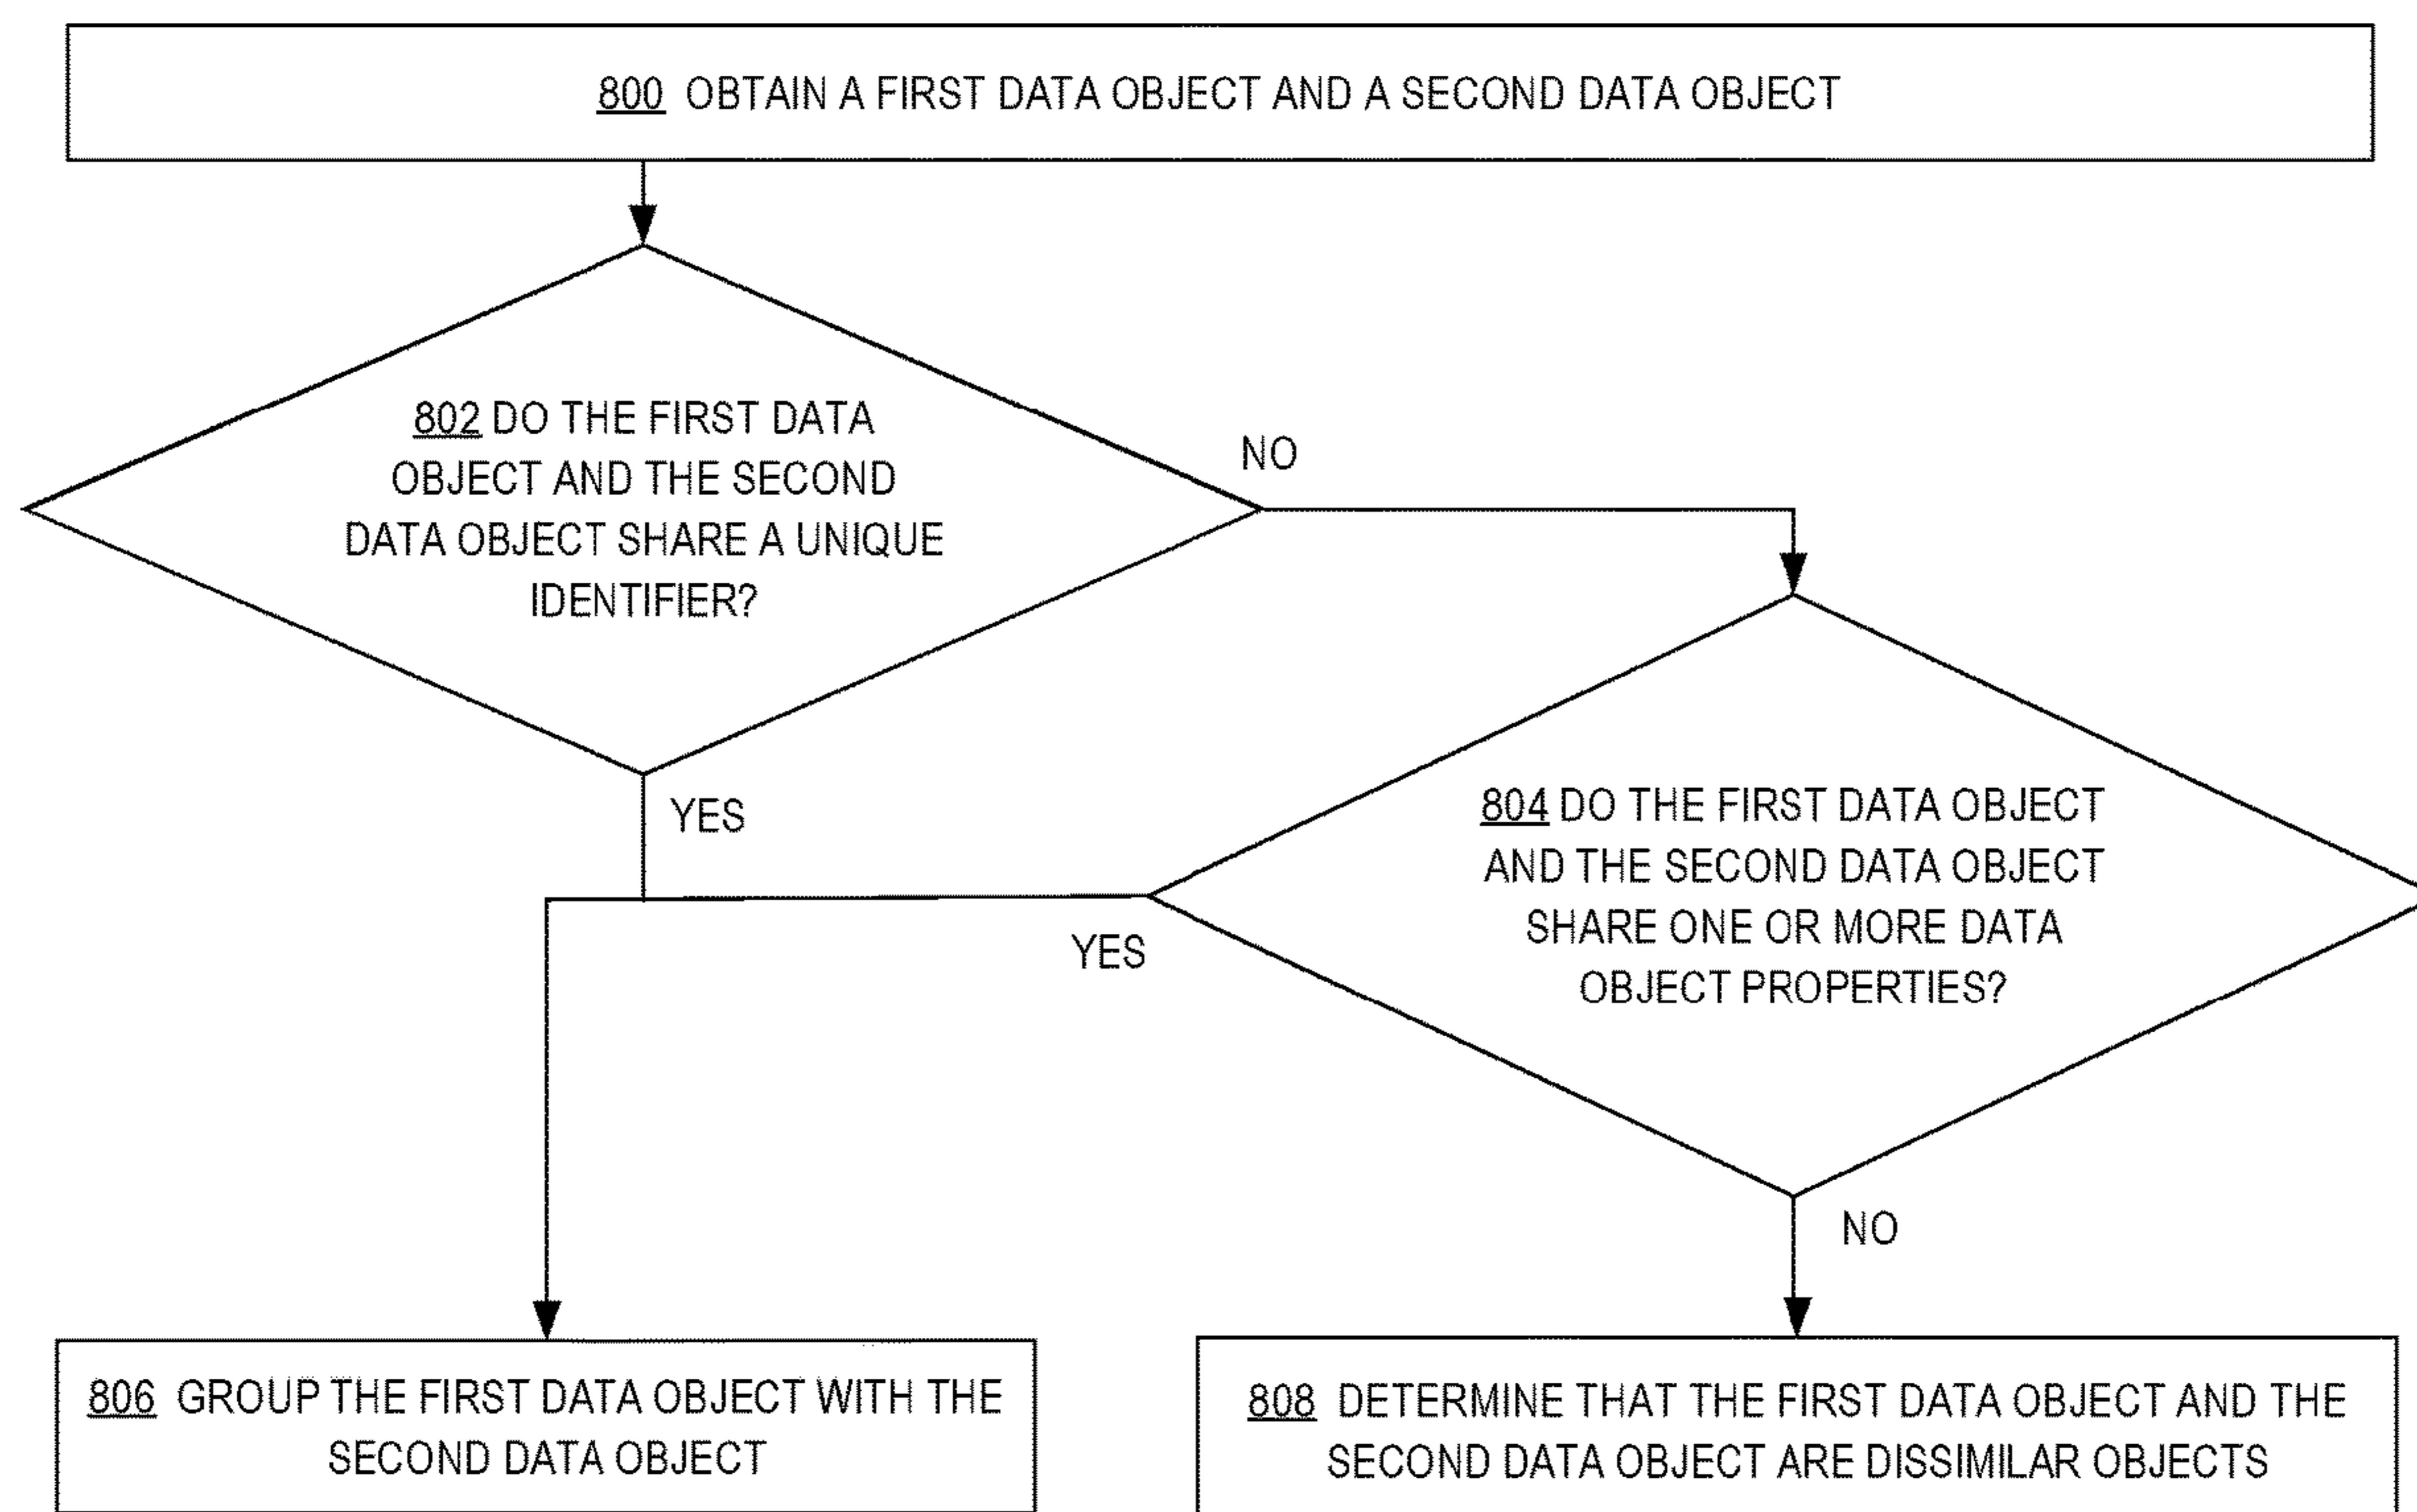 800 OBTAIN A FIRST DATA OBJECT AND A SECOND DATA OBJECT
802 DO THE FIRST DATA
OBJECT AND THE SECOND
DATA OBJECT SHARE A UNIQUE
IDENTIFIER?
NO
YES
804 DO THE FIRST DATA OBJECT
AND THE SECOND DATA OBJECT
SHARE ONE OR MORE DATA
OBJECT PROPERTIES?
YES
NO
806 GROUP THE FIRST DATA OBJECT WITH THE
SECOND DATA OBJECT
808 DETERMINE THAT THE FIRST DATA OBJECT AND THE
SECOND DATA OBJECT ARE DISSIMILAR OBJECTS